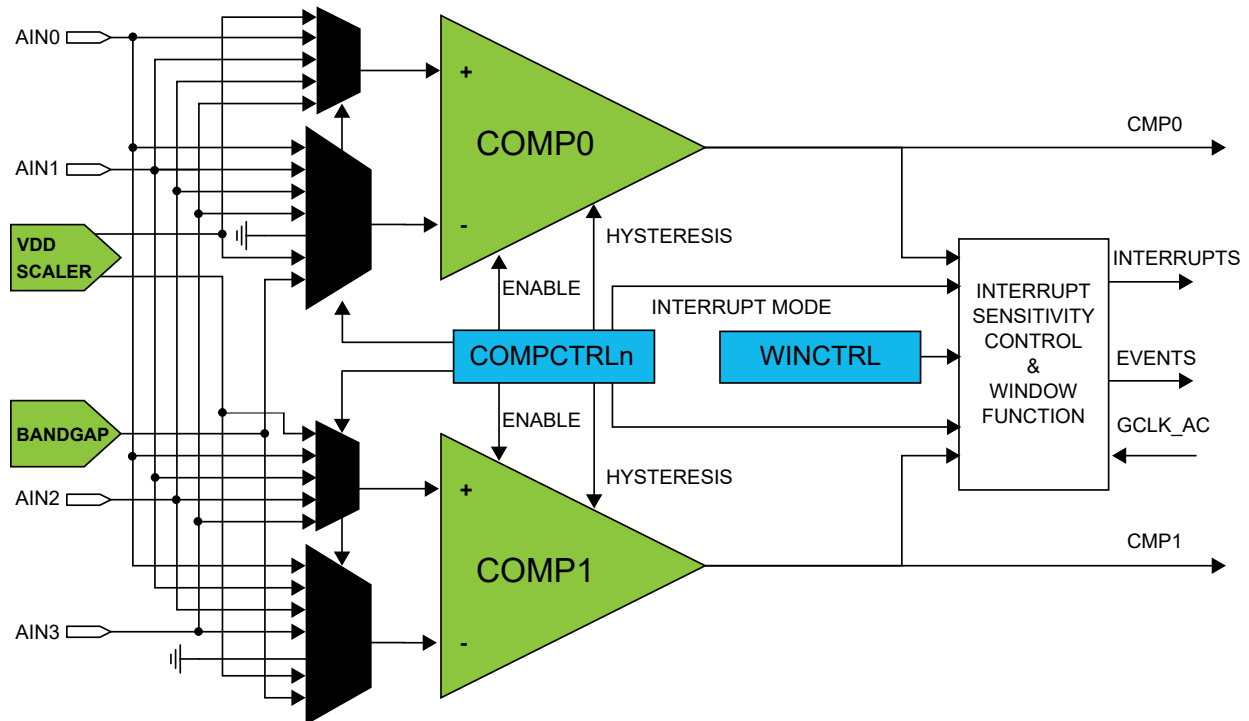 AIN0
+
COMP0
CMP0
AIN1
-
HYSTERESIS
VDD
SCALER
ENABLE
INTERRUPT MODE
INTERRUPTS
INTERRUPT
SENSITIVITY
CONTROL
&
WINDOW
FUNCTION
COMPCTRLn
WINCTRL
EVENTS
BANDGAP
ENABLE
GCLK_AC
HYSTERESIS
AIN2
+
COMP1
CMP1
AIN3
-